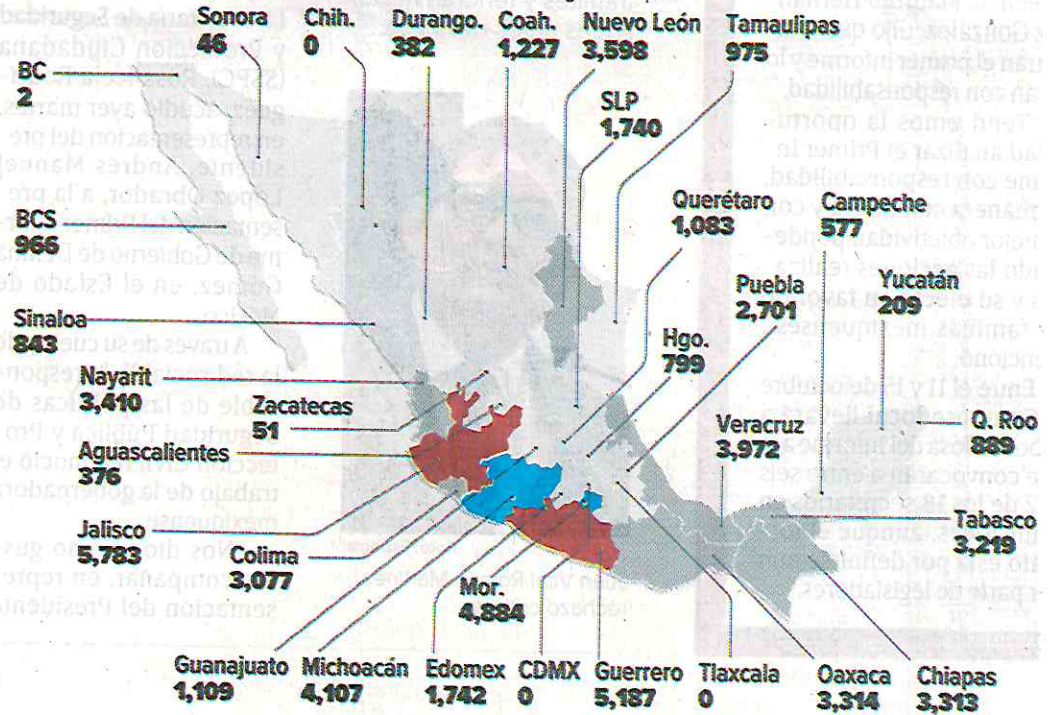 Sonora
46
Chih.
0
Durango.
382
Coah.
1,227
Nuevo León
3,598
Tamaulipas
975
BC
2
SLP
1,740
BCS
966
Querétaro
1,083
Campeche
577
Puebla
2,701
Yucatán
209
Sinaloa
843
Hgo.
799
Nayarit
3,410
Zacatecas
51
Veracruz
3,972
Q. Roo
889
Aguascalientes
376
Jalisco
5,783
Colima
3,077
Tabasco
3,219
Mor.
4,884
Guanajuato
1,109
Michoacán
4,107
Edomex
1,742
CDMX
0
Guerrero
5,187
Tlaxcala
0
Oaxaca
3,314
Chiapas
3,313